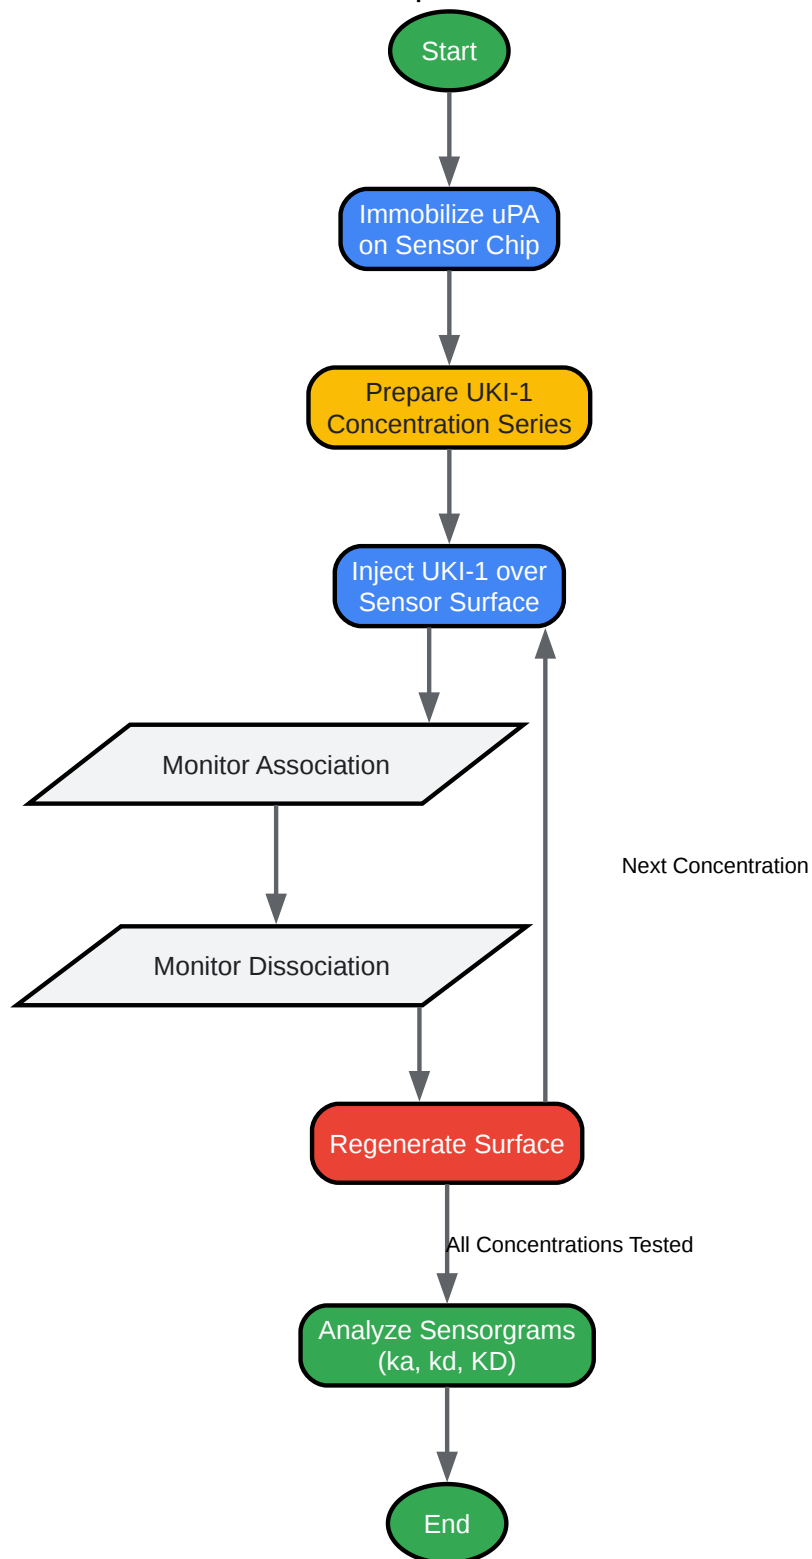 Start
Immobilize uPA
on Sensor Chip
Prepare UKI-1
Concentration Series
Inject UKI-1 over
Sensor Surface
Monitor Association
Next Concentration
Monitor Dissociation
Regenerate Surface
All Concentrations Tested
Analyze Sensorgrams
(ka, kd, KD)
End